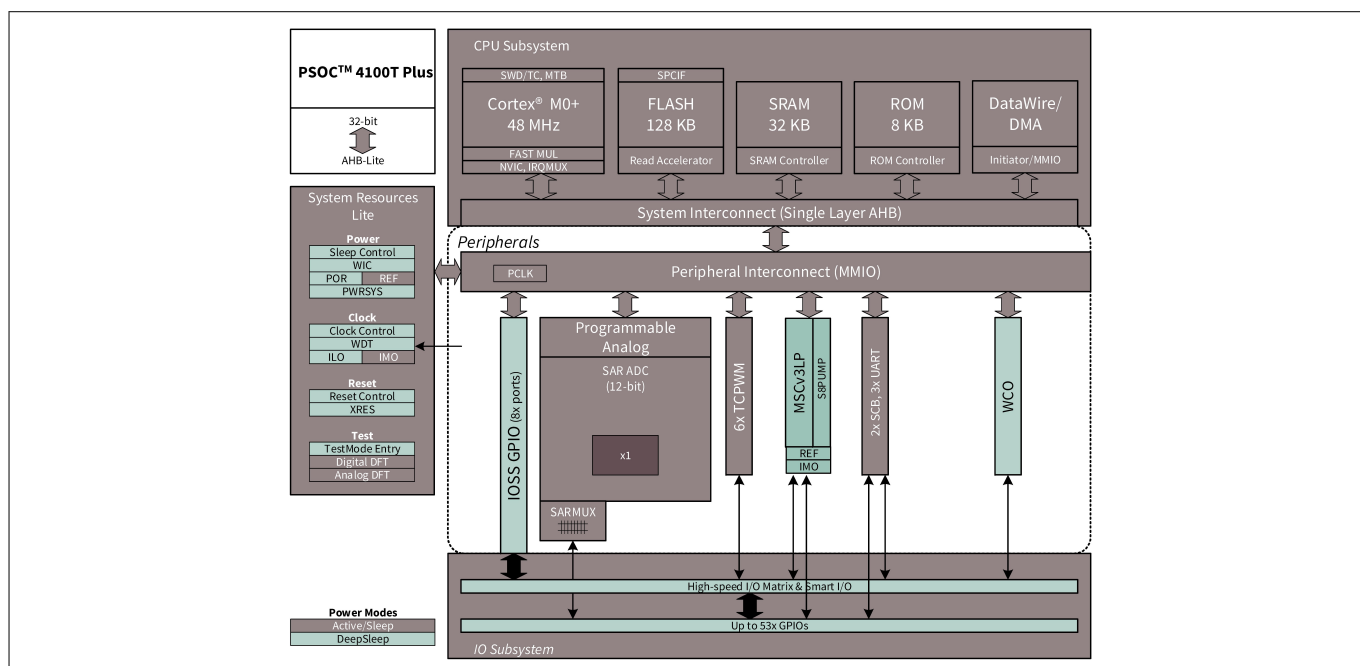 PSOC™ 4100T Plus
32-bit
AHB-Lite
CPU Subsystem
SWD/TC, MTB
Cortex® M0+
48 MHz
FAST MUL
NVIC, IRQMUX
SPCIF
FLASH
128 KB
Read Accelerator
SRAM
32 KB
SRAM Controller
ROM
8 KB
ROM Controller
DataWire/
DMA
Initiator/MMIO
System Interconnect (Single Layer AHB)
System Resources
Lite
Power
Sleep Control
WIC
POR REF
PWRSYS
Clock
Clock Control
WDT
ILO IMO
Reset
Reset Control
XRES
Test
TestMode Entry
Digital DFT
Analog DFT
Peripherals
PCLK
Peripheral Interconnect (MMIO)
IOSS GPIO (8x ports)
Programmable
Analog
SAR ADC
(12-bit)
x1
SARMUX
6x TCPWM
MSCv3LP
S8PUMP
REF
IMO
2x SCB, 3x UART
WCO
High-speed I/O Matrix & Smart I/O
Up to 53x GPIOs
IO Subsystem
Power Modes
Active/Sleep
DeepSleep